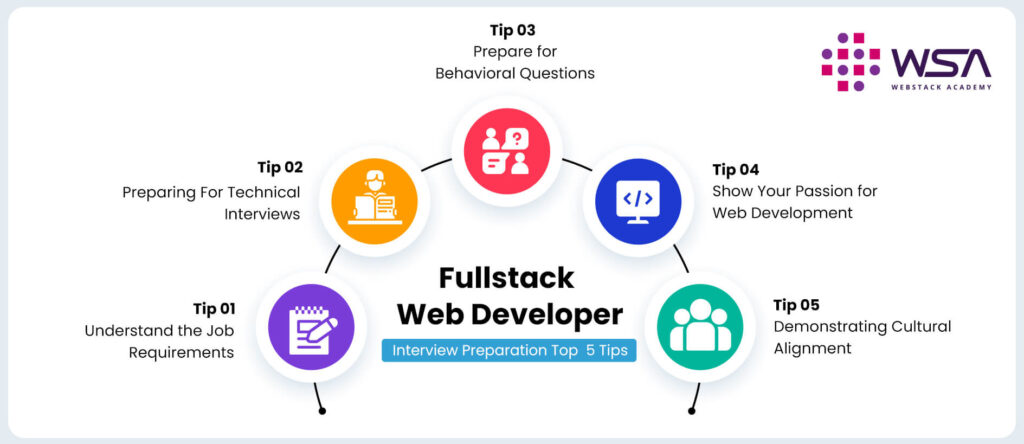 Tip 03
Prepare for
Behavioral Questions
WSA
WEBSTACK ACADEMY
Tip 02
Preparing For Technical
Interviews
?
Tip 04
Show Your Passion for
Web Development
</>
Fullstack
Web Developer
Interview Preparation Top 5 Tips
Tip 01
Understand the Job
Requirements
Tip 05
Demonstrating Cultural
Alignment